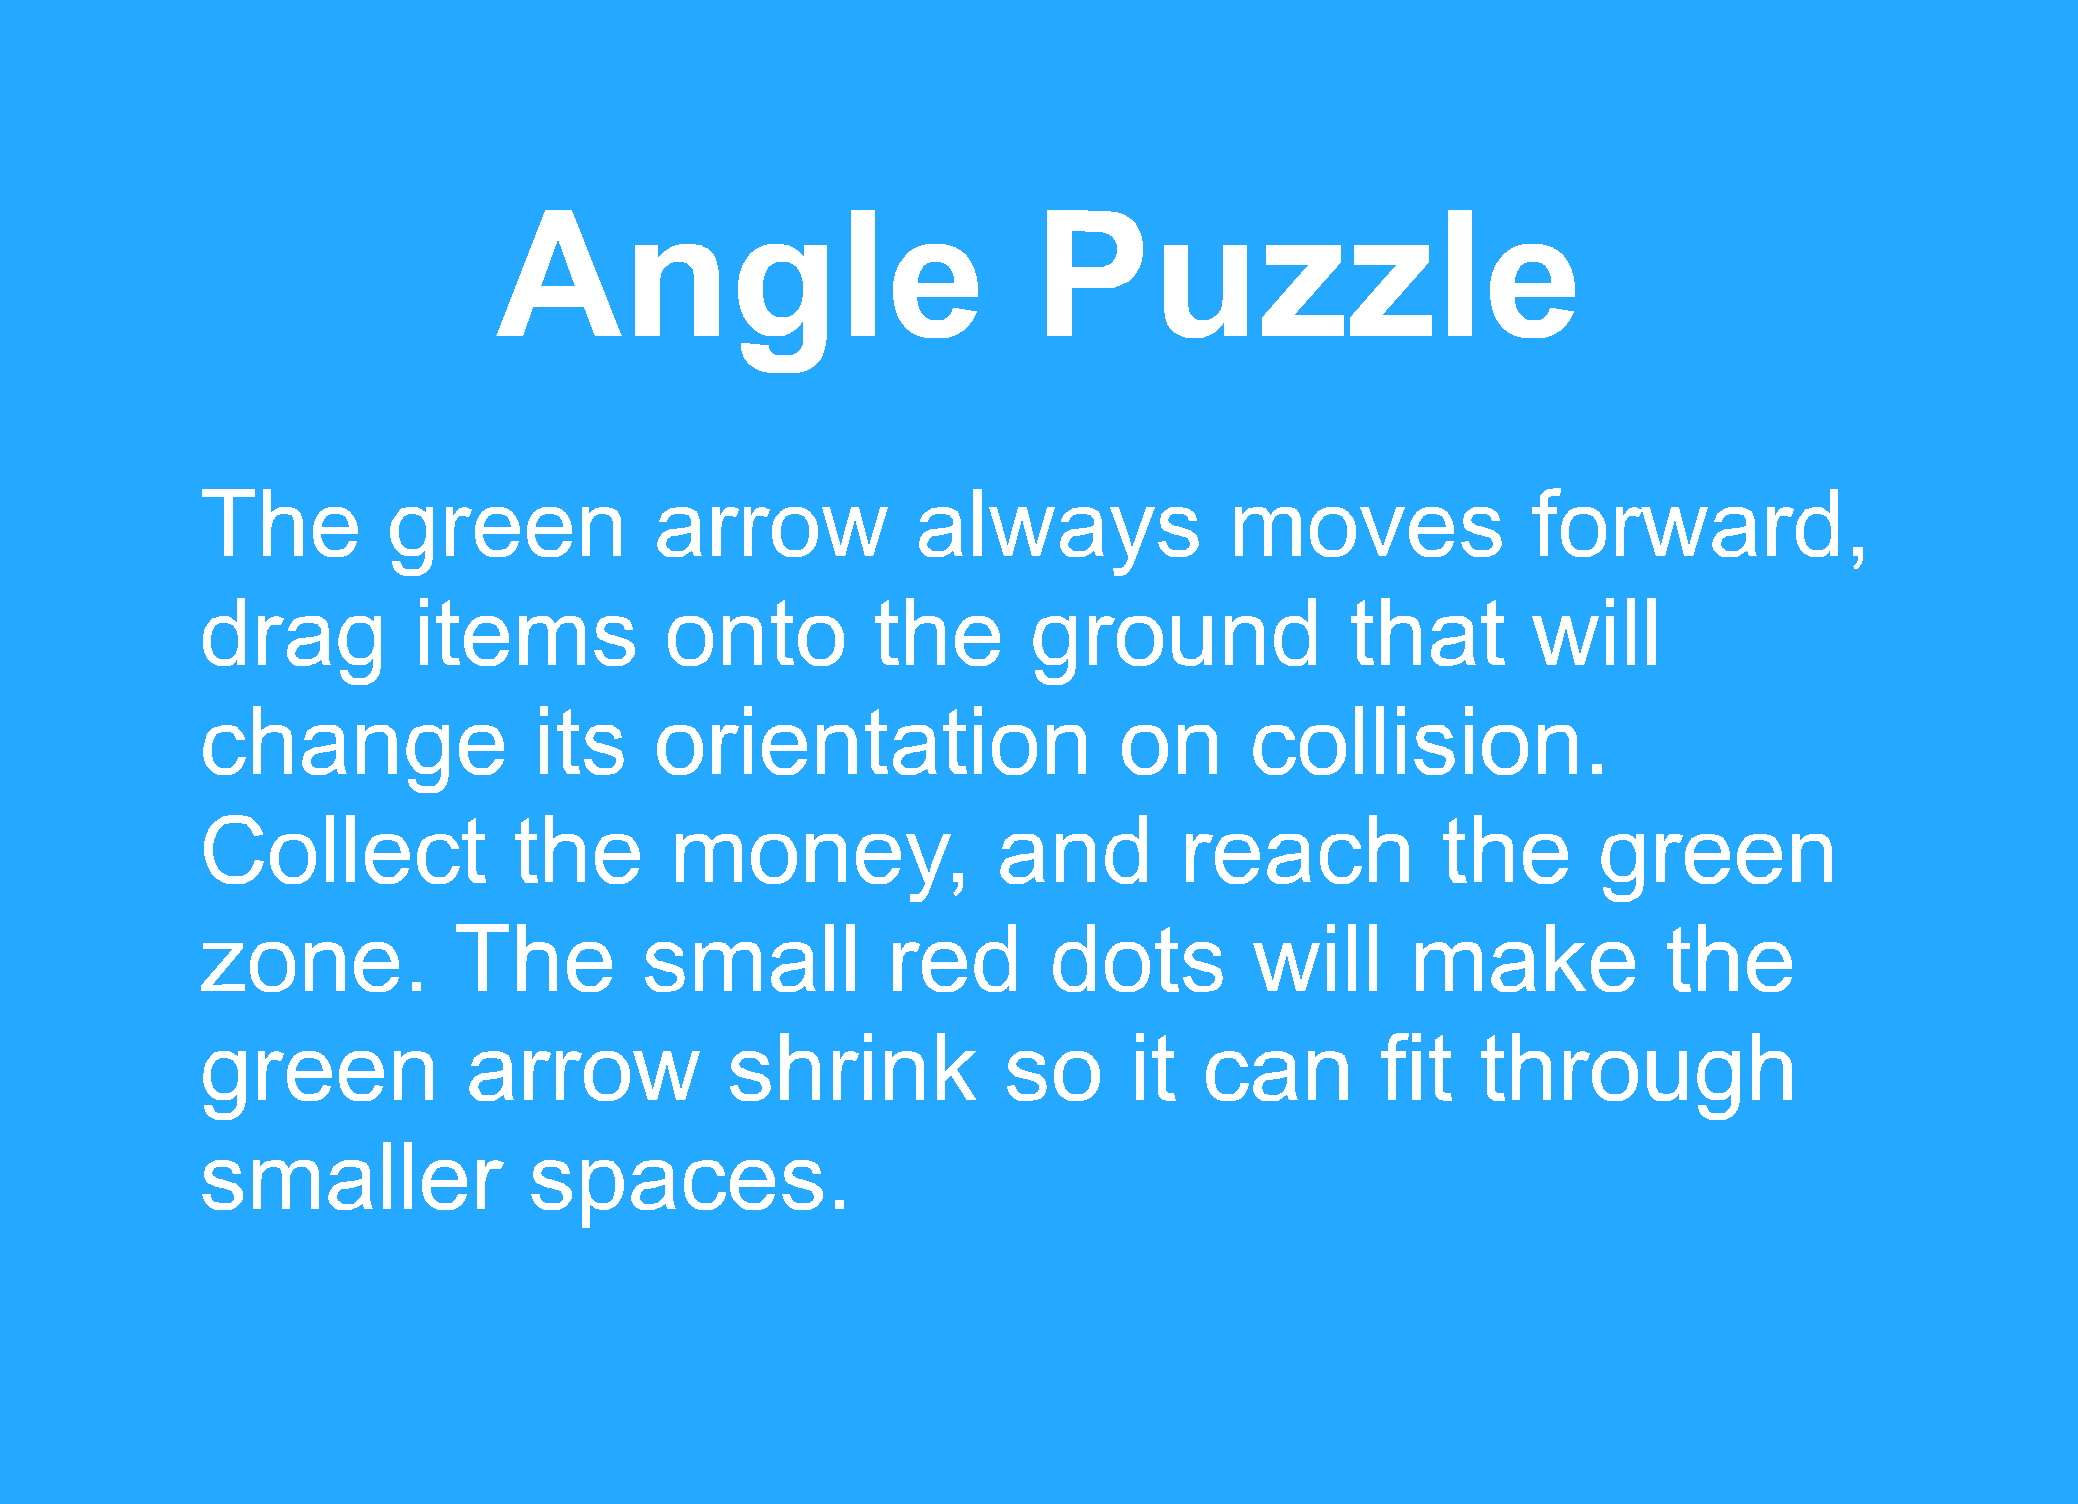 Angle Puzzle
The green arrow always moves forward,
drag items onto the ground that will
change its orientation on collision.
Collect the money, and reach the green
zone. The small red dots will make the
green arrow shrink so it can fit through
smaller spaces.